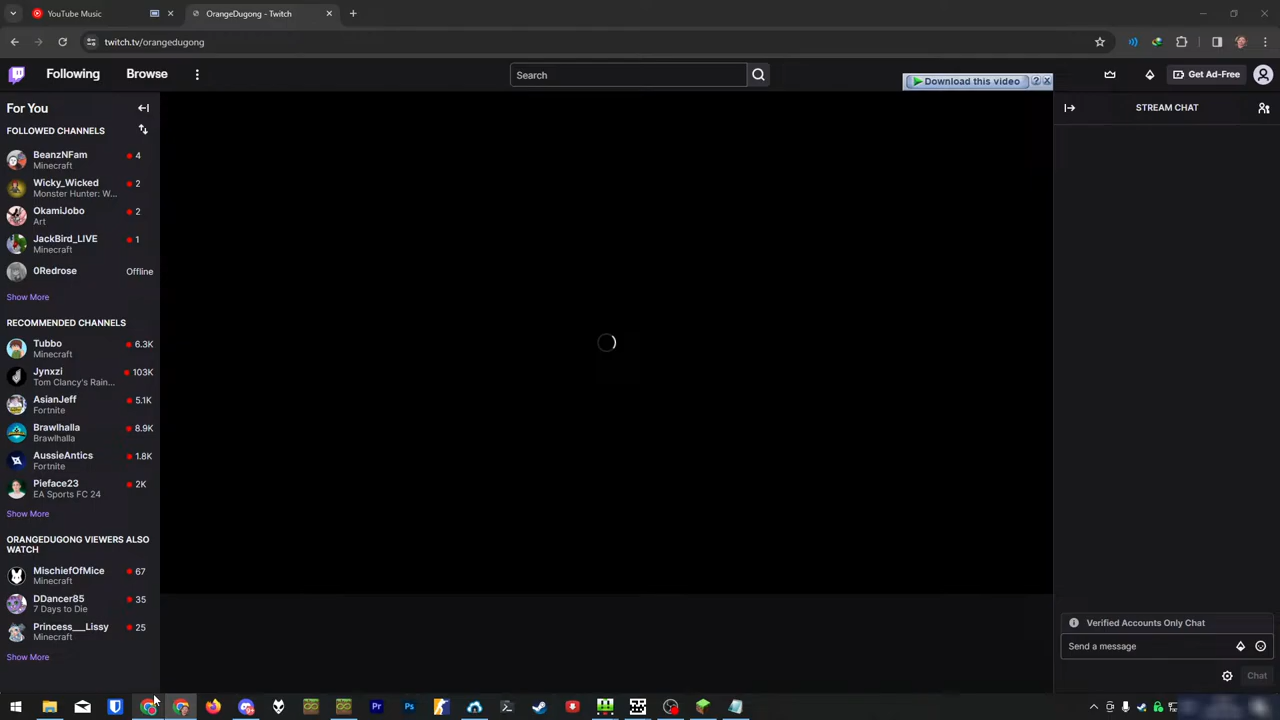 YouTube Music
OrangeDugong - Twitch
twitch.tv/orangedugong
Following
Browse
Search
Download this video
?
Get Ad-Free
For You
STREAM CHAT
FOLLOWED CHANNELS
BeanzNFam
4
Minecraft
Wicky_Wicked
2
Monster Hunter: W...
OkamiJobo
2
Art
JackBird_LIVE
1
Minecraft
0Redrose
Offline
Show More
RECOMMENDED CHANNELS
Tubbo
6.3K
Minecraft
Jynxzi
103K
Tom Clancy's Rain...
AsianJeff
5.1K
Fortnite
Brawlhalla
8.9K
Brawlhalla
AussieAntics
1.8K
Fortnite
Pieface23
2K
EA Sports FC 24
Show More
ORANGEDUGONG VIEWERS ALSO
WATCH
MischiefOfMice
67
Minecraft
DDancer85
35
7 Days to Die
Princess___Lissy
25
Minecraft
Show More
Verified Accounts Only Chat
Send a message
Chat
Pr
Ps